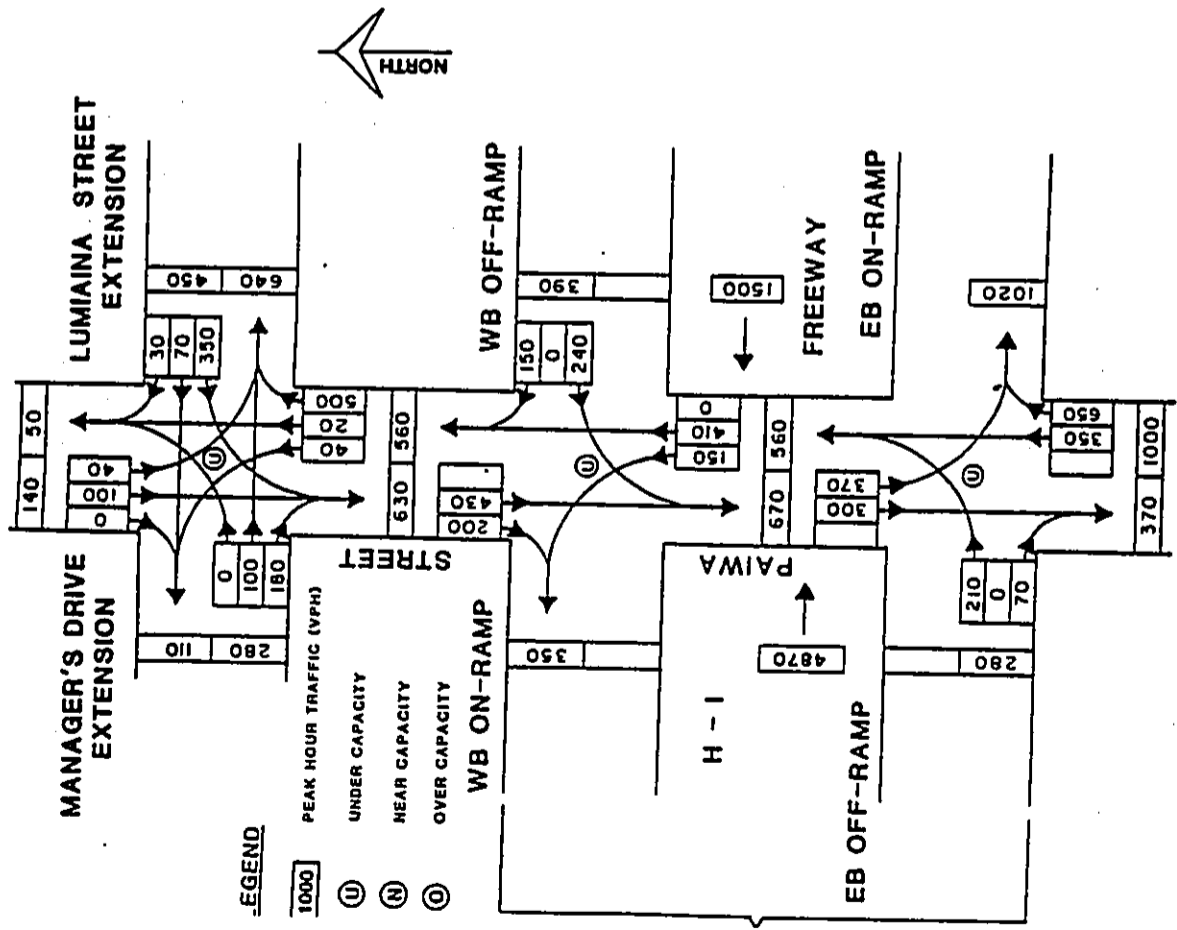 MANAGER'S DRIVE
EXTENSION
LUMIAINA STREET
EXTENSION
NORTH
140
50
0
100
40
30
70
350
450
640
110
280
0
100
180
40
20
500
U
STREET
630
560
WB ON-RAMP
WB OFF-RAMP
200
430
150
0
240
390
350
U
150
410
0
1500
FREEWAY
H - 1
PAIWA
670
560
4870
EB OFF-RAMP
EB ON-RAMP
300
370
210
0
70
280
U
350
650
1020
370
1000
.EGEND
1000 PEAK HOUR TRAFFIC (VPH)
U UNDER CAPACITY
N NEAR CAPACITY
O OVER CAPACITY